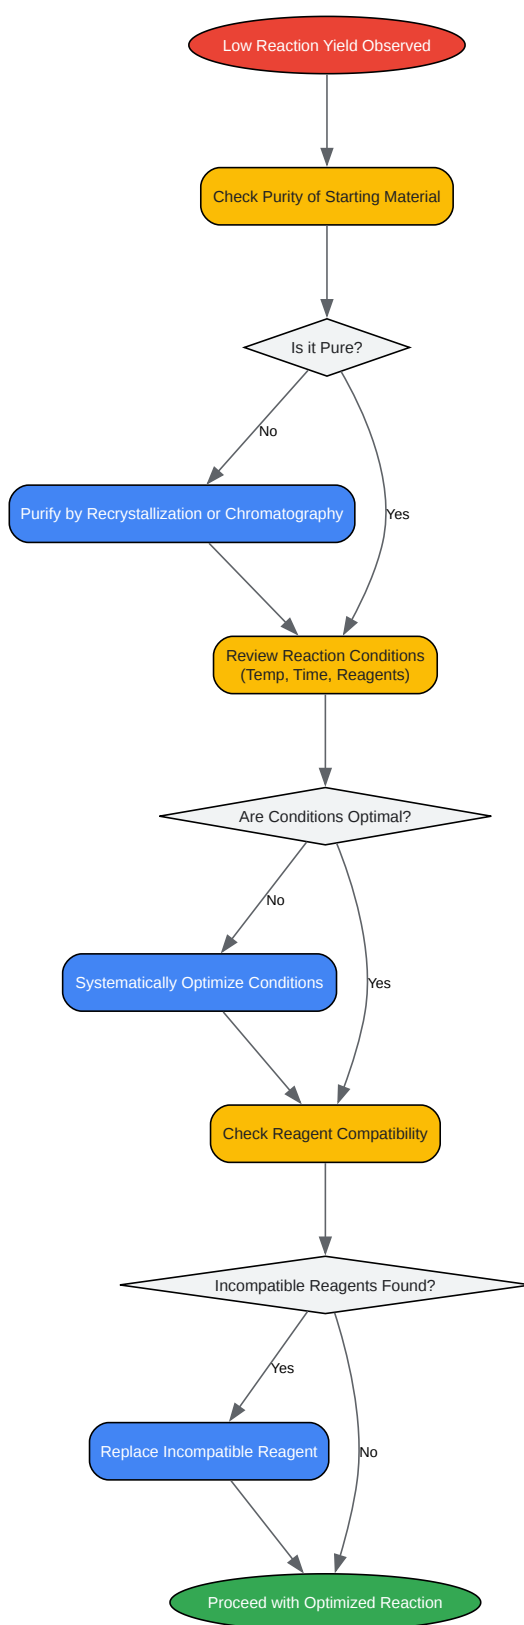 Low Reaction Yield Observed
Check Purity of Starting Material
Is it Pure?
No
Purify by Recrystallization or Chromatography
Yes
Review Reaction Conditions
(Temp, Time, Reagents)
Are Conditions Optimal?
No
Systematically Optimize Conditions
Yes
Check Reagent Compatibility
Incompatible Reagents Found?
Yes
Replace Incompatible Reagent
No
Proceed with Optimized Reaction